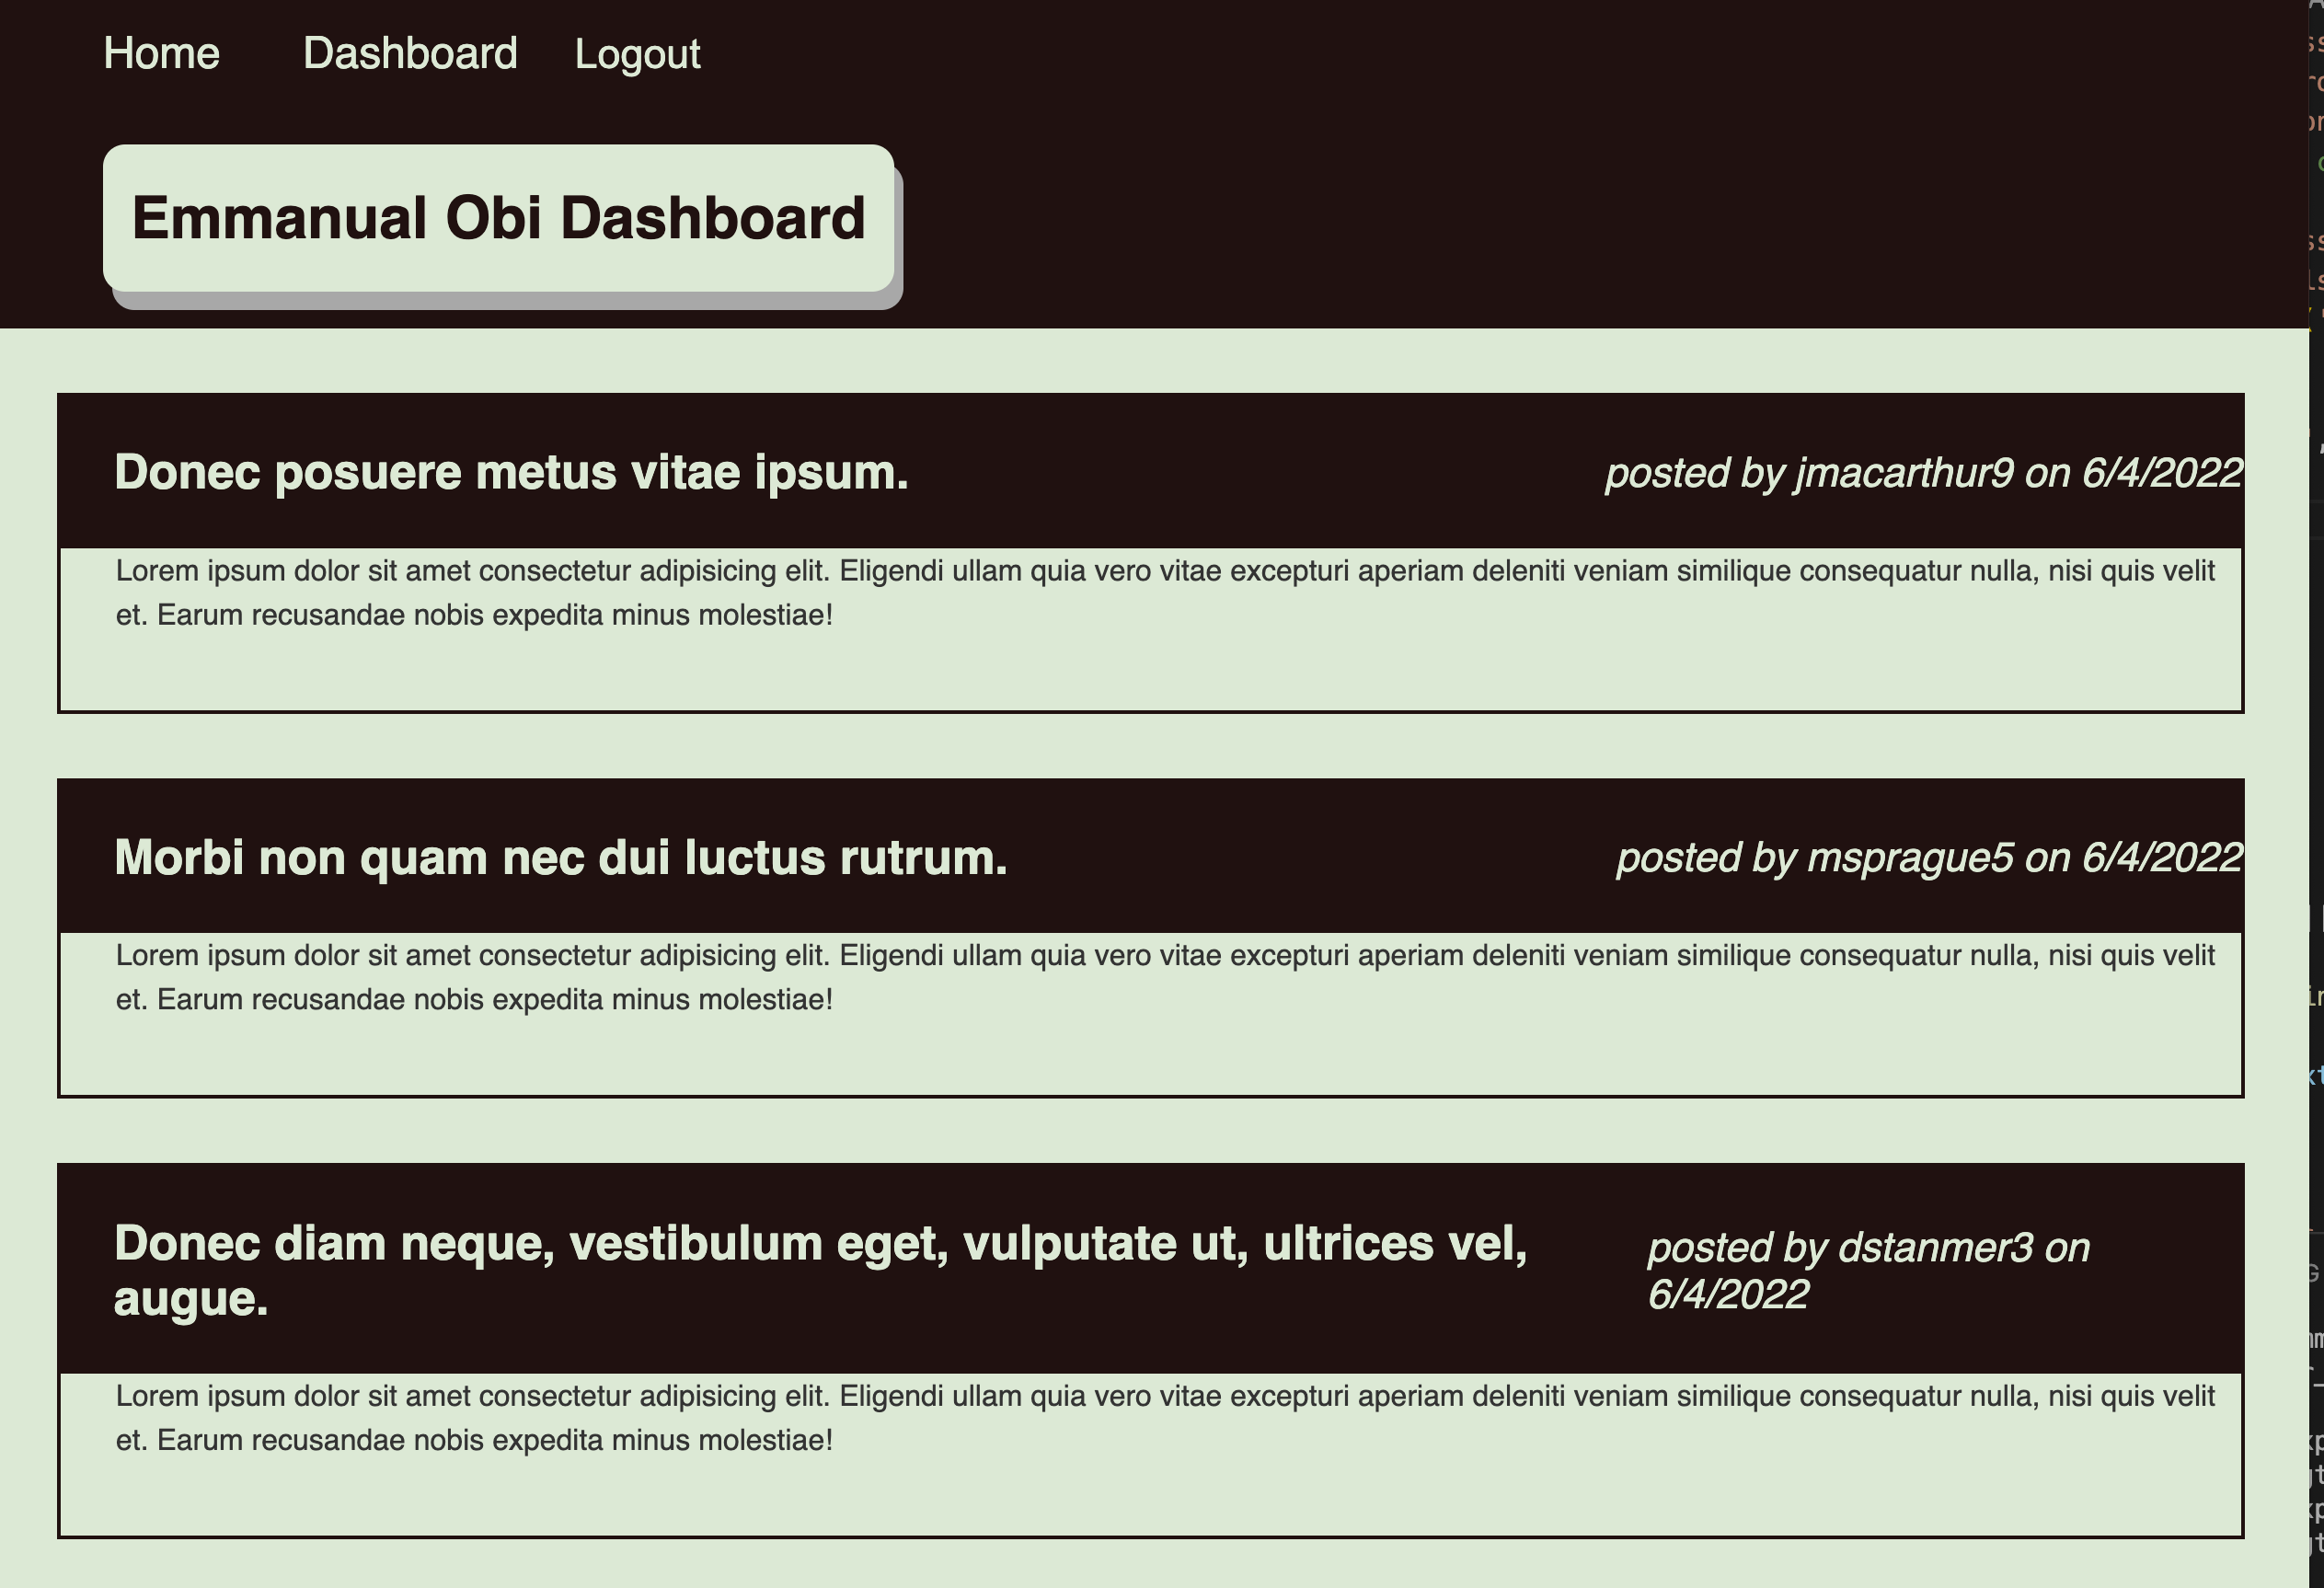 Home Dashboard Logout
Emmanual Obi Dashboard
Donec posuere metus vitae ipsum. posted by jmacarthur9 on 6/4/2022
Lorem ipsum dolor sit amet consectetur adipisicing elit. Eligendi ullam quia vero vitae excepturi aperiam deleniti veniam similique consequatur nulla, nisi quis velit
et. Earum recusandae nobis expedita minus molestiae!
Morbi non quam nec dui luctus rutrum. posted by msprague5 on 6/4/2022
Lorem ipsum dolor sit amet consectetur adipisicing elit. Eligendi ullam quia vero vitae excepturi aperiam deleniti veniam similique consequatur nulla, nisi quis velit
et. Earum recusandae nobis expedita minus molestiae!
Donec diam neque, vestibulum eget, vulputate ut, ultrices vel,
augue.
posted by dstanmer3 on
6/4/2022
Lorem ipsum dolor sit amet consectetur adipisicing elit. Eligendi ullam quia vero vitae excepturi aperiam deleniti veniam similique consequatur nulla, nisi quis velit
et. Earum recusandae nobis expedita minus molestiae!